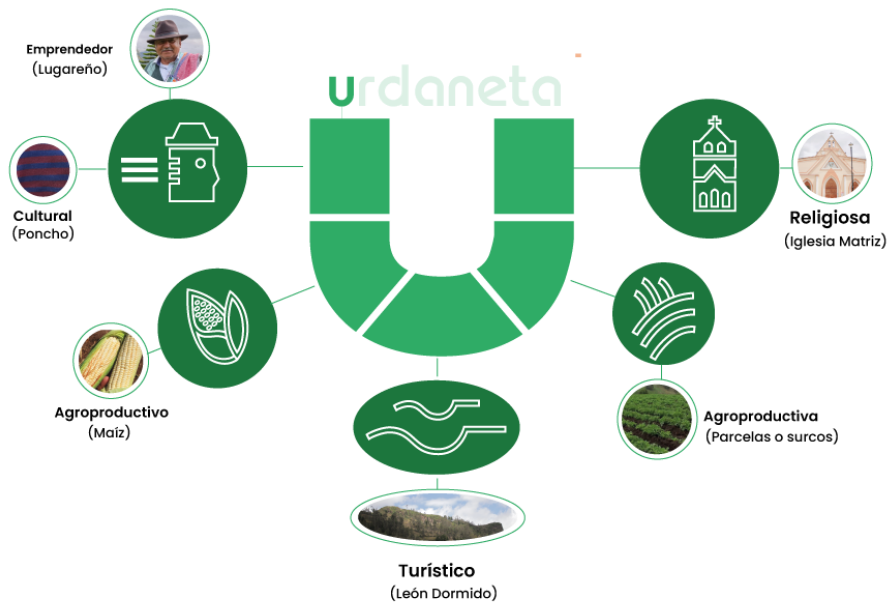 Emprendedor
(Lugareño)
urdaneta
Cultural
(Poncho)
Religiosa
(Iglesia Matriz)
Agroproductivo
(Maíz)
Agroproductiva
(Parcelas o surcos)
Turístico
(León Dormido)